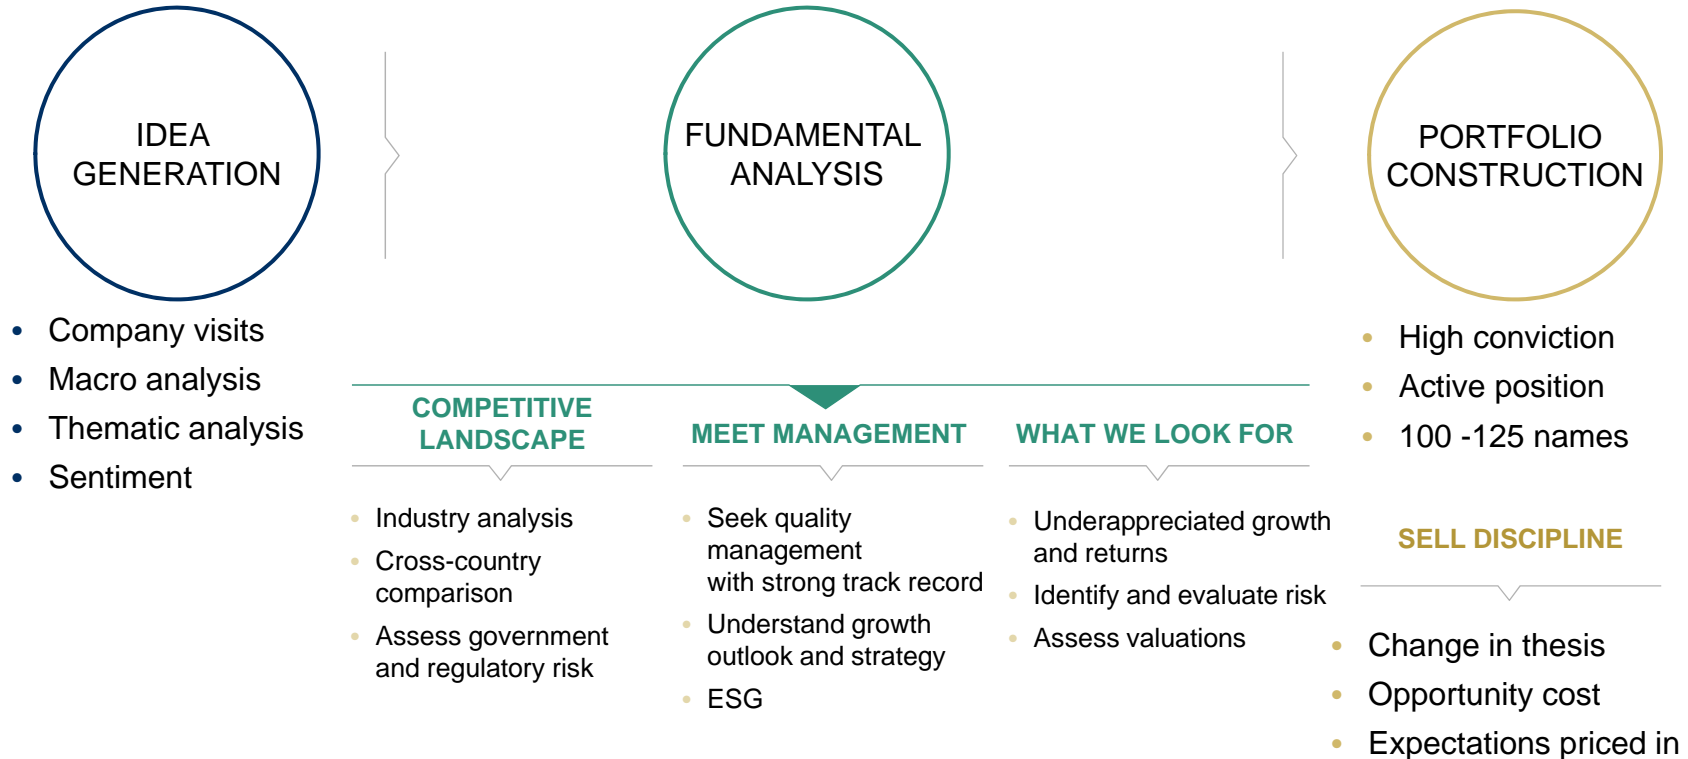 IDEA
GENERATION
• Company visits
• Macro analysis
• Thematic analysis
• Sentiment
FUNDAMENTAL
ANALYSIS
COMPETITIVE
LANDSCAPE
• Industry analysis
• Cross-country
comparison
• Assess government
and regulatory risk
MEET MANAGEMENT
• Seek quality
management
with strong track record
• Understand growth
outlook and strategy
• ESG
WHAT WE LOOK FOR
• Underappreciated growth
and returns
• Identify and evaluate risk
• Assess valuations
PORTFOLIO
CONSTRUCTION
• High conviction
• Active position
• 100 -125 names
SELL DISCIPLINE
• Change in thesis
• Opportunity cost
• Expectations priced in